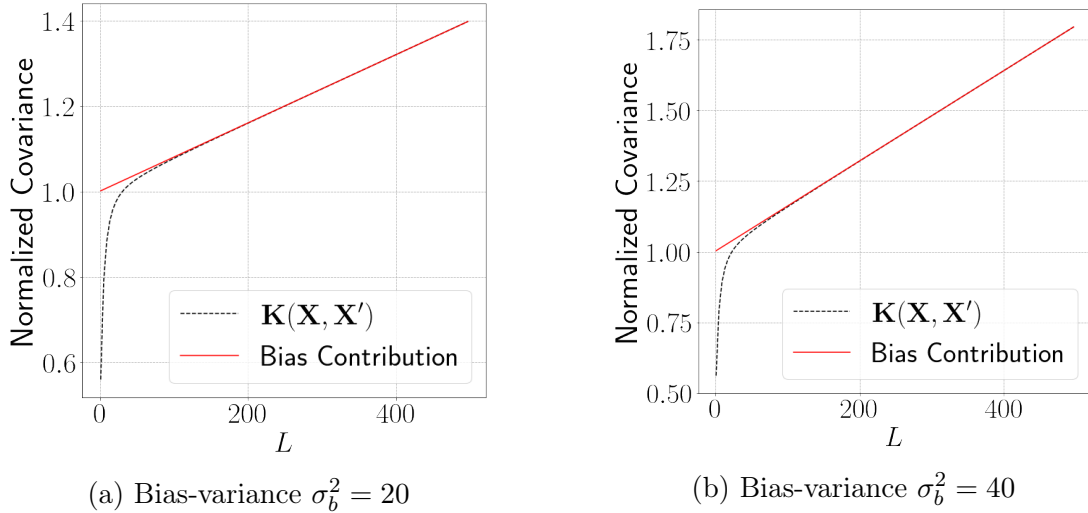 Normalized Covariance
1.4
1.2
1.0
0.8
0.6
0
200
400
L
K(X, X′)
Bias Contribution
(a) Bias-variance σ_b^2 = 20
Normalized Covariance
1.75
1.50
1.25
1.00
0.75
0.50
0
200
400
L
K(X, X′)
Bias Contribution
(b) Bias-variance σ_b^2 = 40